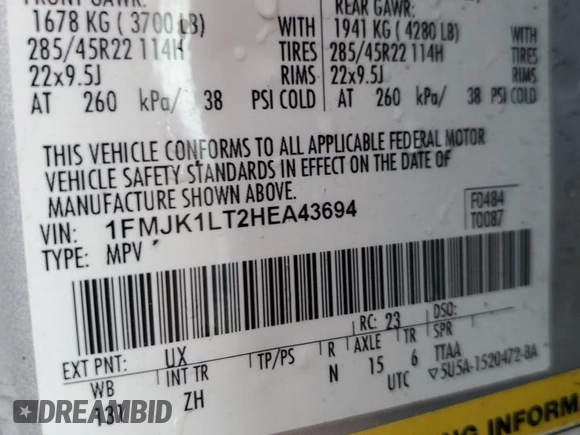 FRONT GAWR:
REAR GAWR:
1678 KG ( 3700 LB) WITH
1941 KG ( 4280 LB) WITH
285/45R22 114H TIRES
285/45R22 114H TIRES
22x9.5J RIMS
22x9.5J RIMS
AT 260 kPa/ 38 PSI COLD
AT 260 kPa/ 38 PSI COLD
THIS VEHICLE CONFORMS TO ALL APPLICABLE FEDERAL MOTOR
VEHICLE SAFETY STANDARDS IN EFFECT ON THE DATE OF
MANUFACTURE SHOWN ABOVE.
VIN: 1FMJK1LT2HEA43694
TYPE: MPV
F0484
T0087
EXT PNT: UX RC: 23 DSO:
WB INT TR TP/PS R AXLE TR SPR
131 ZH N 15 6 TTAA
UTC ▽5U5A-1520472-BA
NG INFORM
DREAMBID